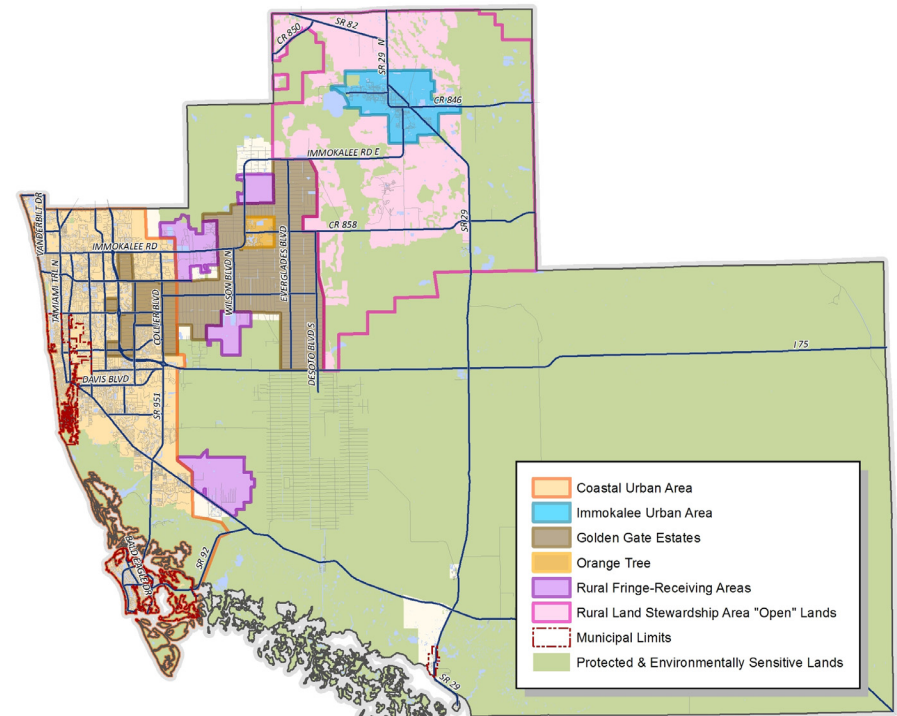 SR 82
CR 850
SR 29 N
CR 846
IMMOKALEE RD E
VANDERBILT DR
TAMIAMI TRL N
IMMOKALEE RD
WILSON BLVD N
EVERGLADES BLVD
CR 858
SR 29
COLLIER BLVD
DESOTO BLVD S
I 75
DAVIS BLVD
SR 951
BALD EAGLE DR
SR 92
SR 29
Coastal Urban Area
Immokalee Urban Area
Golden Gate Estates
Orange Tree
Rural Fringe-Receiving Areas
Rural Land Stewardship Area "Open" Lands
Municipal Limits
Protected & Environmentally Sensitive Lands